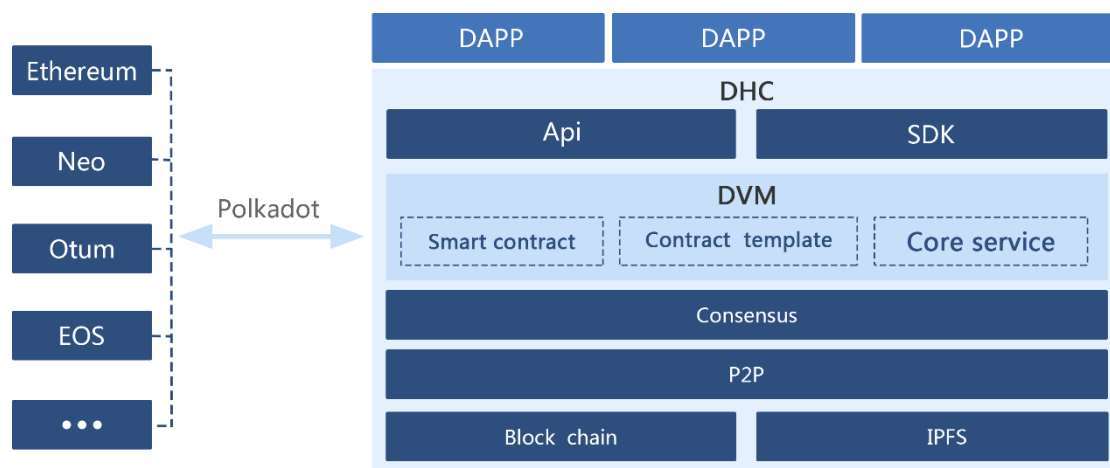 Ethereum
Neo
Otum
EOS
•••
Polkadot
DAPP DAPP DAPP
DHC
Api SDK
DVM
Smart contract Contract template Core service
Consensus
P2P
Block chain IPFS